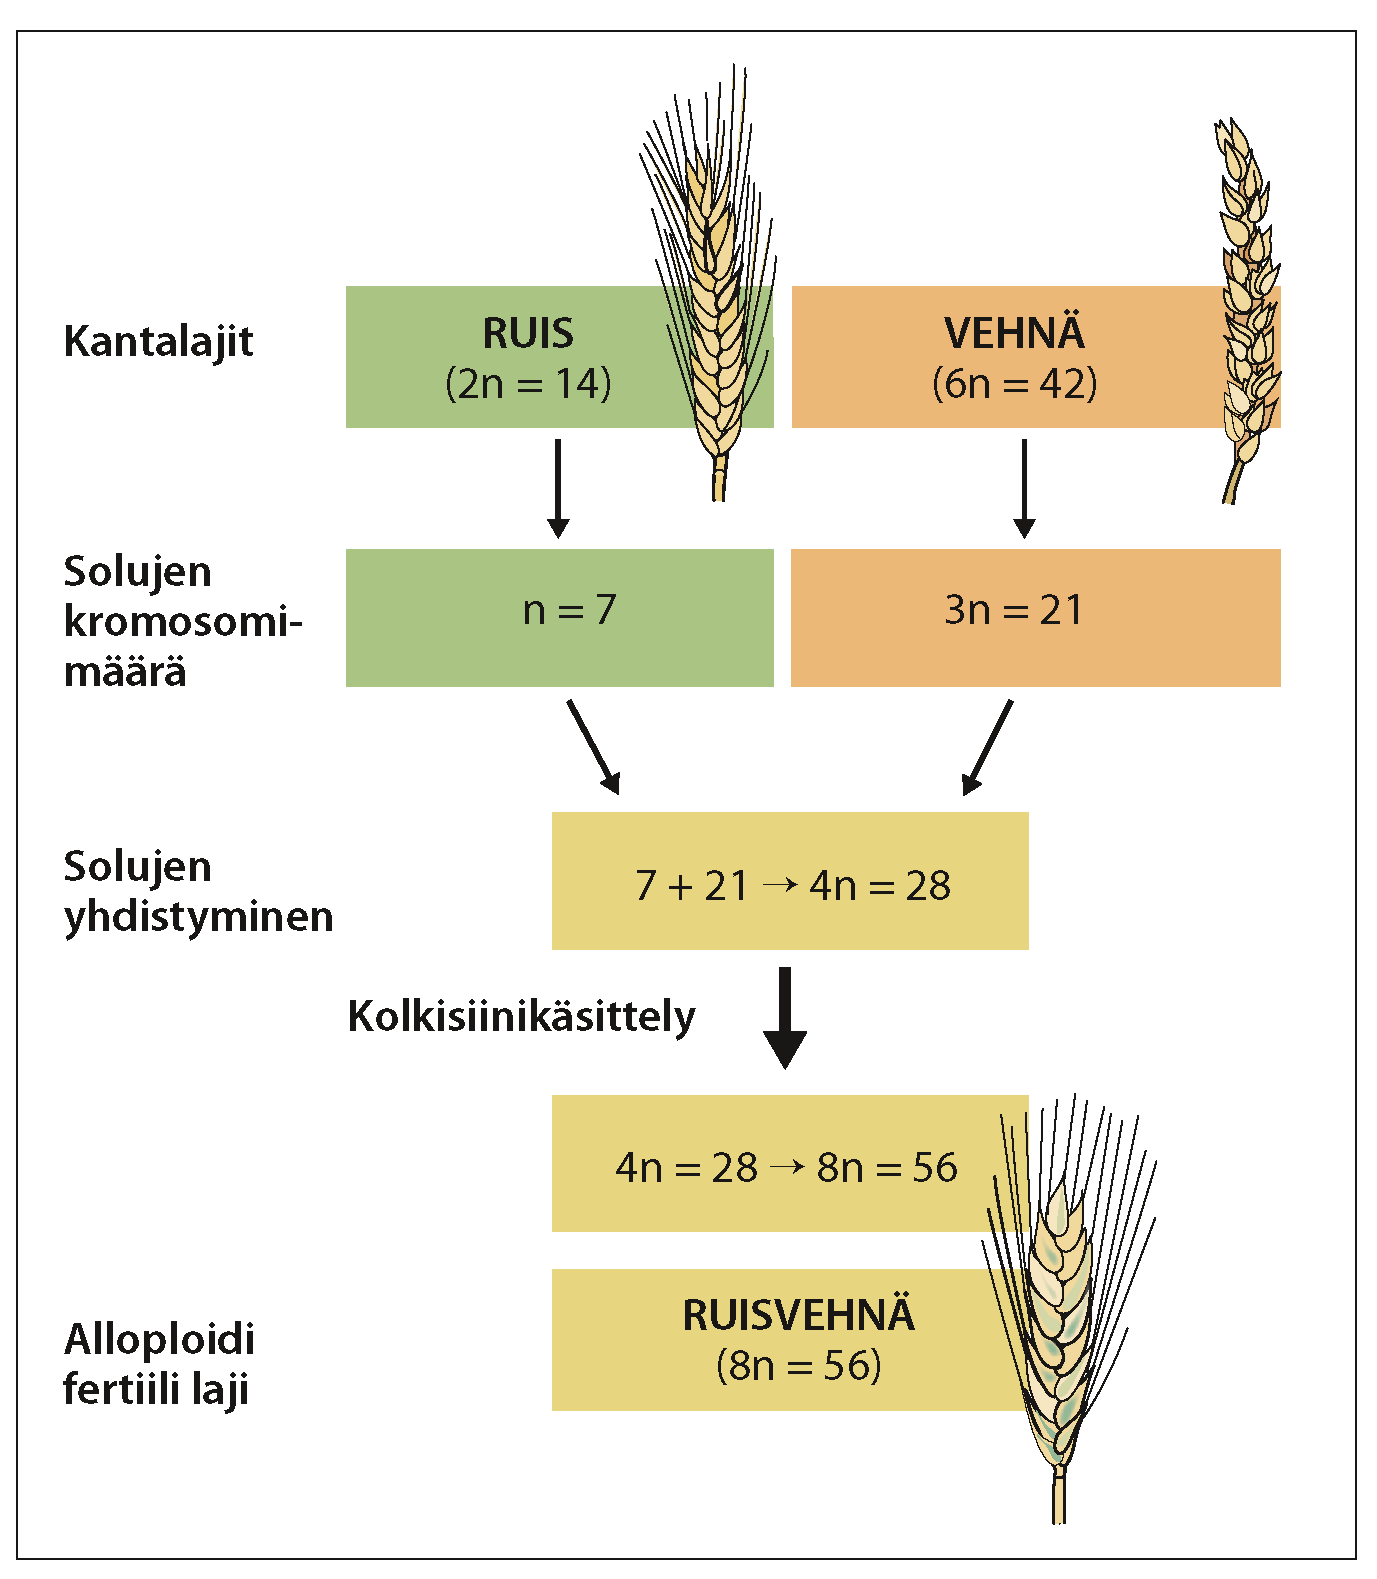 Kantalajit
RUIS
(2n = 14)
VEHNÄ
(6n = 42)
Solujen
kromosomi-
määrä
n = 7
3n = 21
Solujen
yhdistyminen
7 + 21 → 4n = 28
Kolkisiinikäsittely
4n = 28 → 8n = 56
Alloploidi
fertiili laji
RUISVEHNÄ
(8n = 56)